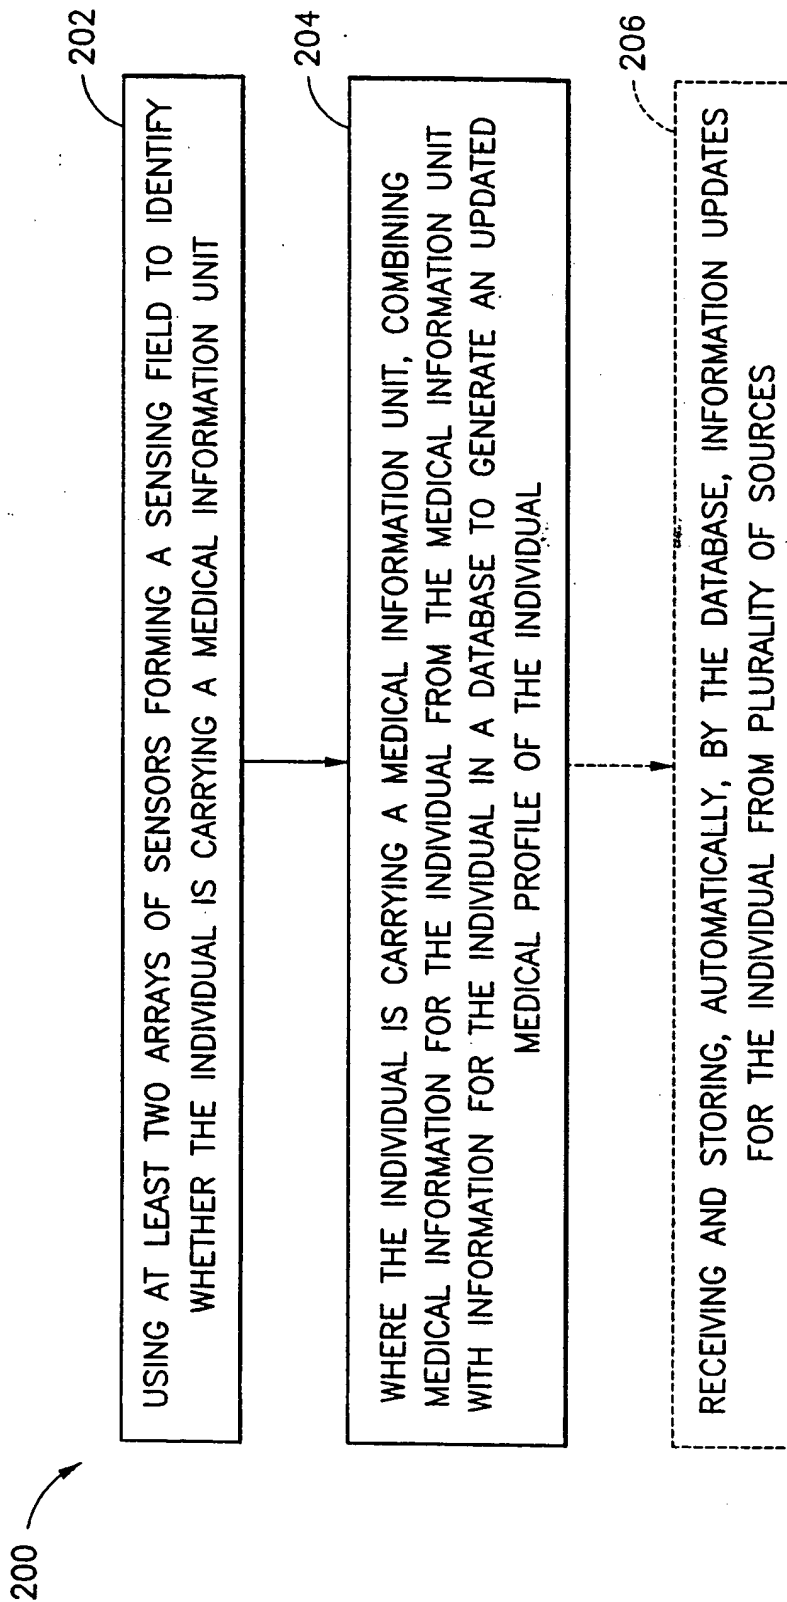 200
202
USING AT LEAST TWO ARRAYS OF SENSORS FORMING A SENSING FIELD TO IDENTIFY
WHETHER THE INDIVIDUAL IS CARRYING A MEDICAL INFORMATION UNIT
204
WHERE THE INDIVIDUAL IS CARRYING A MEDICAL INFORMATION UNIT, COMBINING
MEDICAL INFORMATION FOR THE INDIVIDUAL FROM THE MEDICAL INFORMATION UNIT
WITH INFORMATION FOR THE INDIVIDUAL IN A DATABASE TO GENERATE AN UPDATED
MEDICAL PROFILE OF THE INDIVIDUAL
206
RECEIVING AND STORING, AUTOMATICALLY, BY THE DATABASE, INFORMATION UPDATES
FOR THE INDIVIDUAL FROM PLURALITY OF SOURCES